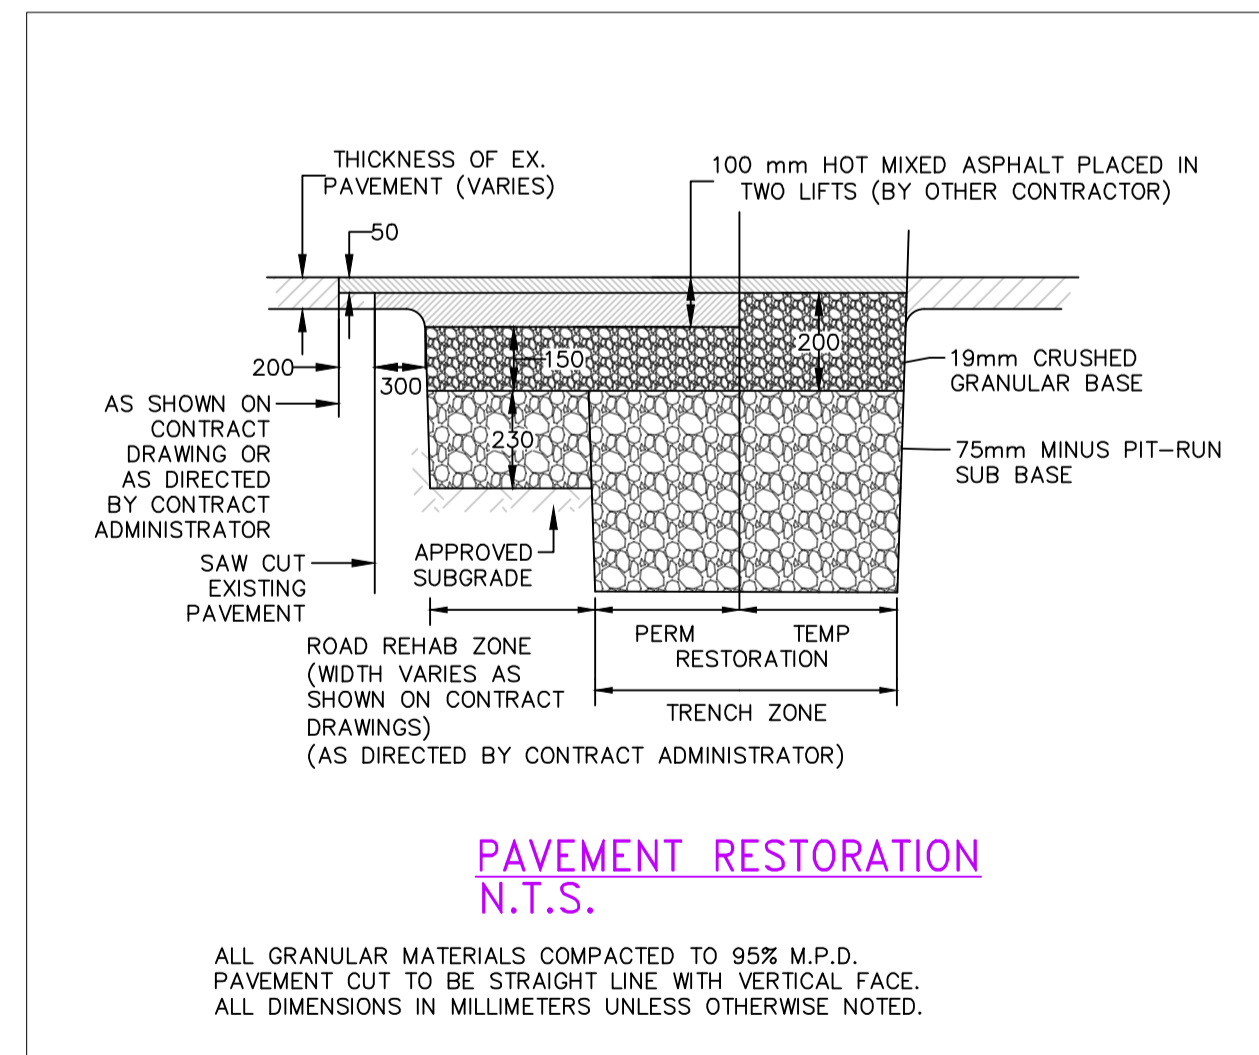 THICKNESS OF EX.
PAVEMENT (VARIES)
100 mm HOT MIXED ASPHALT PLACED IN
TWO LIFTS (BY OTHER CONTRACTOR)
50
200
150
200
300
19mm CRUSHED
GRANULAR BASE
AS SHOWN ON
CONTRACT
DRAWING OR
AS DIRECTED
BY CONTRACT
ADMINISTRATOR
230
75mm MINUS PIT-RUN
SUB BASE
SAW CUT
EXISTING
PAVEMENT
APPROVED
SUBGRADE
ROAD REHAB ZONE
(WIDTH VARIES AS
SHOWN ON CONTRACT
DRAWINGS)
(AS DIRECTED BY CONTRACT ADMINISTRATOR)
PERM TEMP
RESTORATION
TRENCH ZONE
PAVEMENT RESTORATION
N.T.S.
ALL GRANULAR MATERIALS COMPACTED TO 95% M.P.D.
PAVEMENT CUT TO BE STRAIGHT LINE WITH VERTICAL FACE.
ALL DIMENSIONS IN MILLIMETERS UNLESS OTHERWISE NOTED.